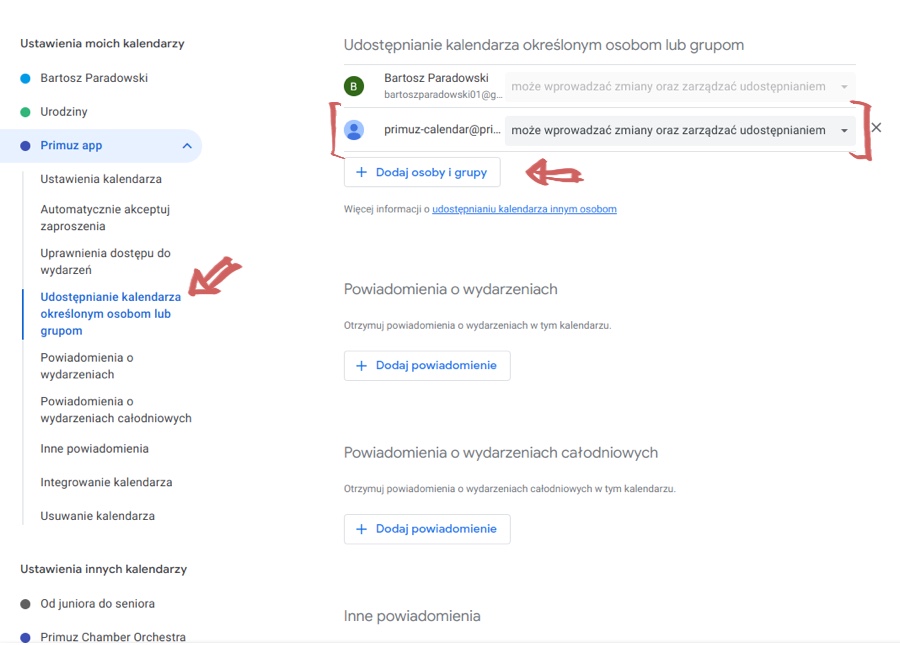 Ustawienia moich kalendarzy
Bartosz Paradowski
Urodziny
Primuz app
Ustawienia kalendarza
Automatycznie akceptuj
zaproszenia
Uprawnienia dostępu do
wydarzeń
Udostępnianie kalendarza
określonym osobom lub
grupom
Powiadomienia o
wydarzeniach
Powiadomienia o
wydarzeniach całodniowych
Inne powiadomienia
Integrowanie kalendarza
Usuwanie kalendarza
Ustawienia innych kalendarzy
Od juniora do seniora
Primuz Chamber Orchestra
Udostępnianie kalendarza określonym osobom lub grupom
B
Bartosz Paradowski
bartoszparadowski01@g...
może wprowadzać zmiany oraz zarządzać udostępnianiem
primuz-calendar@pri...
może wprowadzać zmiany oraz zarządzać udostępnianiem
Dodaj osoby i grupy
Więcej informacji o udostępnianiu kalendarza innym osobom
Powiadomienia o wydarzeniach
Otrzymuj powiadomienia o wydarzeniach w tym kalendarzu.
Dodaj powiadomienie
Powiadomienia o wydarzeniach całodniowych
Otrzymuj powiadomienia o wydarzeniach całodniowych w tym kalendarzu.
Dodaj powiadomienie
Inne powiadomienia